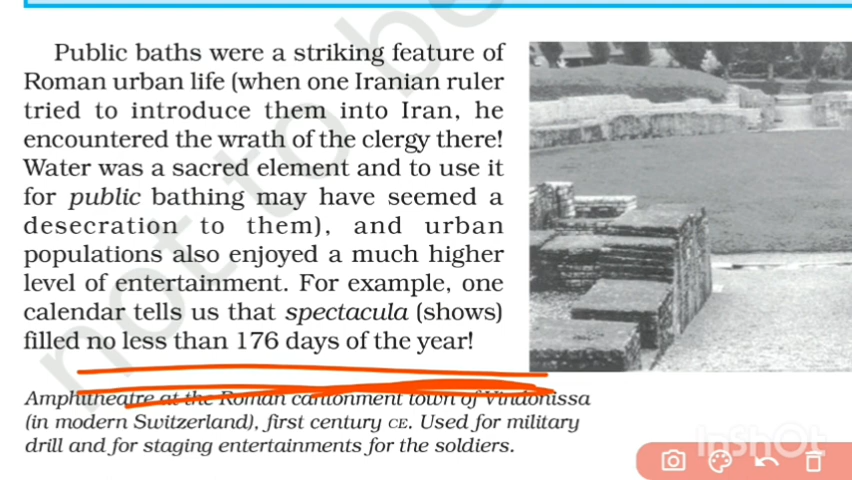 Public baths were a striking feature of
Roman urban life (when one Iranian ruler
tried to introduce them into Iran, he
encountered the wrath of the clergy there!
Water was a sacred element and to use it
for public bathing may have seemed a
desecration to them), and urban
populations also enjoyed a much higher
level of entertainment. For example, one
calendar tells us that spectacula (shows)
filled no less than 176 days of the year!
Amphitheatre at the Roman cantonment town of Vindonissa
(in modern Switzerland), first century CE. Used for military
drill and for staging entertainments for the soldiers.
not to be
InShOt